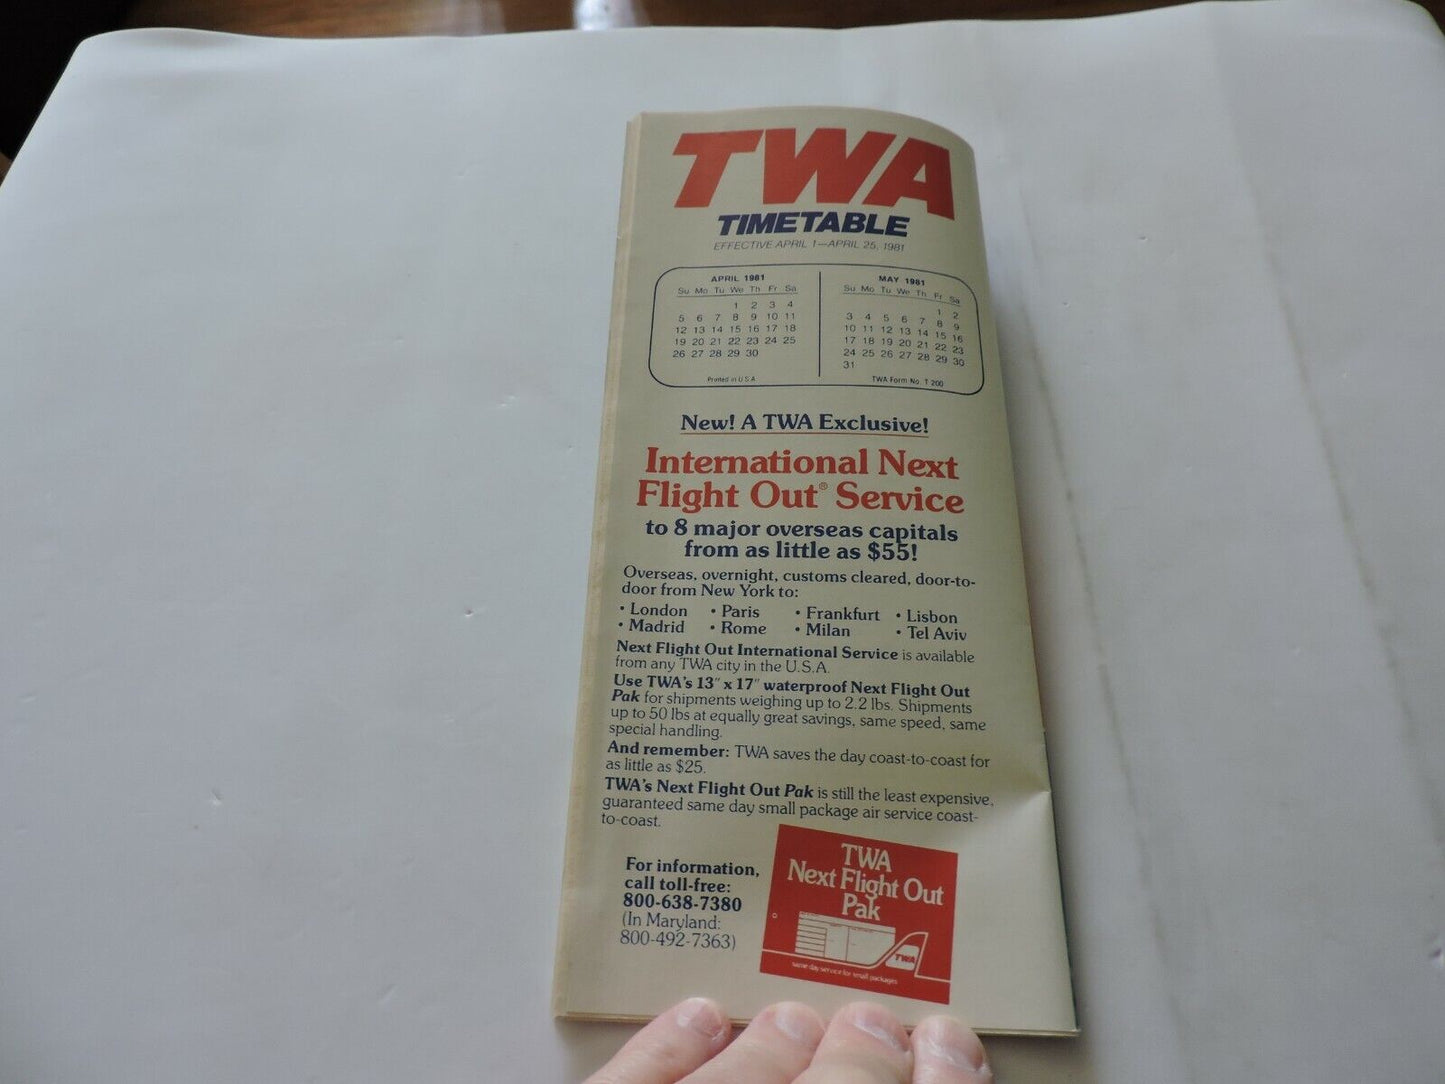 TWA
TIMETABLE
EFFECTIVE APRIL 1—APRIL 25, 1981
APRIL 1981
Su Mo Tu We Th Fr Sa
1 2 3 4
5 6 7 8 9 10 11
12 13 14 15 16 17 18
19 20 21 22 23 24 25
26 27 28 29 30
Printed in U.S.A.
MAY 1981
Su Mo Tu We Th Fr Sa
1 2
3 4 5 6 7 8 9
10 11 12 13 14 15 16
17 18 19 20 21 22 23
24 25 26 27 28 29 30
31
TWA Form No. T 200
New! A TWA Exclusive!
International Next
Flight Out® Service
to 8 major overseas capitals
from as little as $55!
Overseas, overnight, customs cleared, door-to-
door from New York to:
• London • Paris • Frankfurt • Lisbon
• Madrid • Rome • Milan • Tel Aviv
Next Flight Out International Service is available
from any TWA city in the U.S.A.
Use TWA's 13" x 17" waterproof Next Flight Out
Pak for shipments weighing up to 2.2 lbs. Shipments
up to 50 lbs at equally great savings, same speed, same
special handling.
And remember: TWA saves the day coast-to-coast for
as little as $25.
TWA's Next Flight Out Pak is still the least expensive,
guaranteed same day small package air service coast-
to-coast.
For information,
call toll-free:
800-638-7380
(In Maryland:
800-492-7363)
TWA
Next Flight Out
Pak
TWA
same day service for small packages